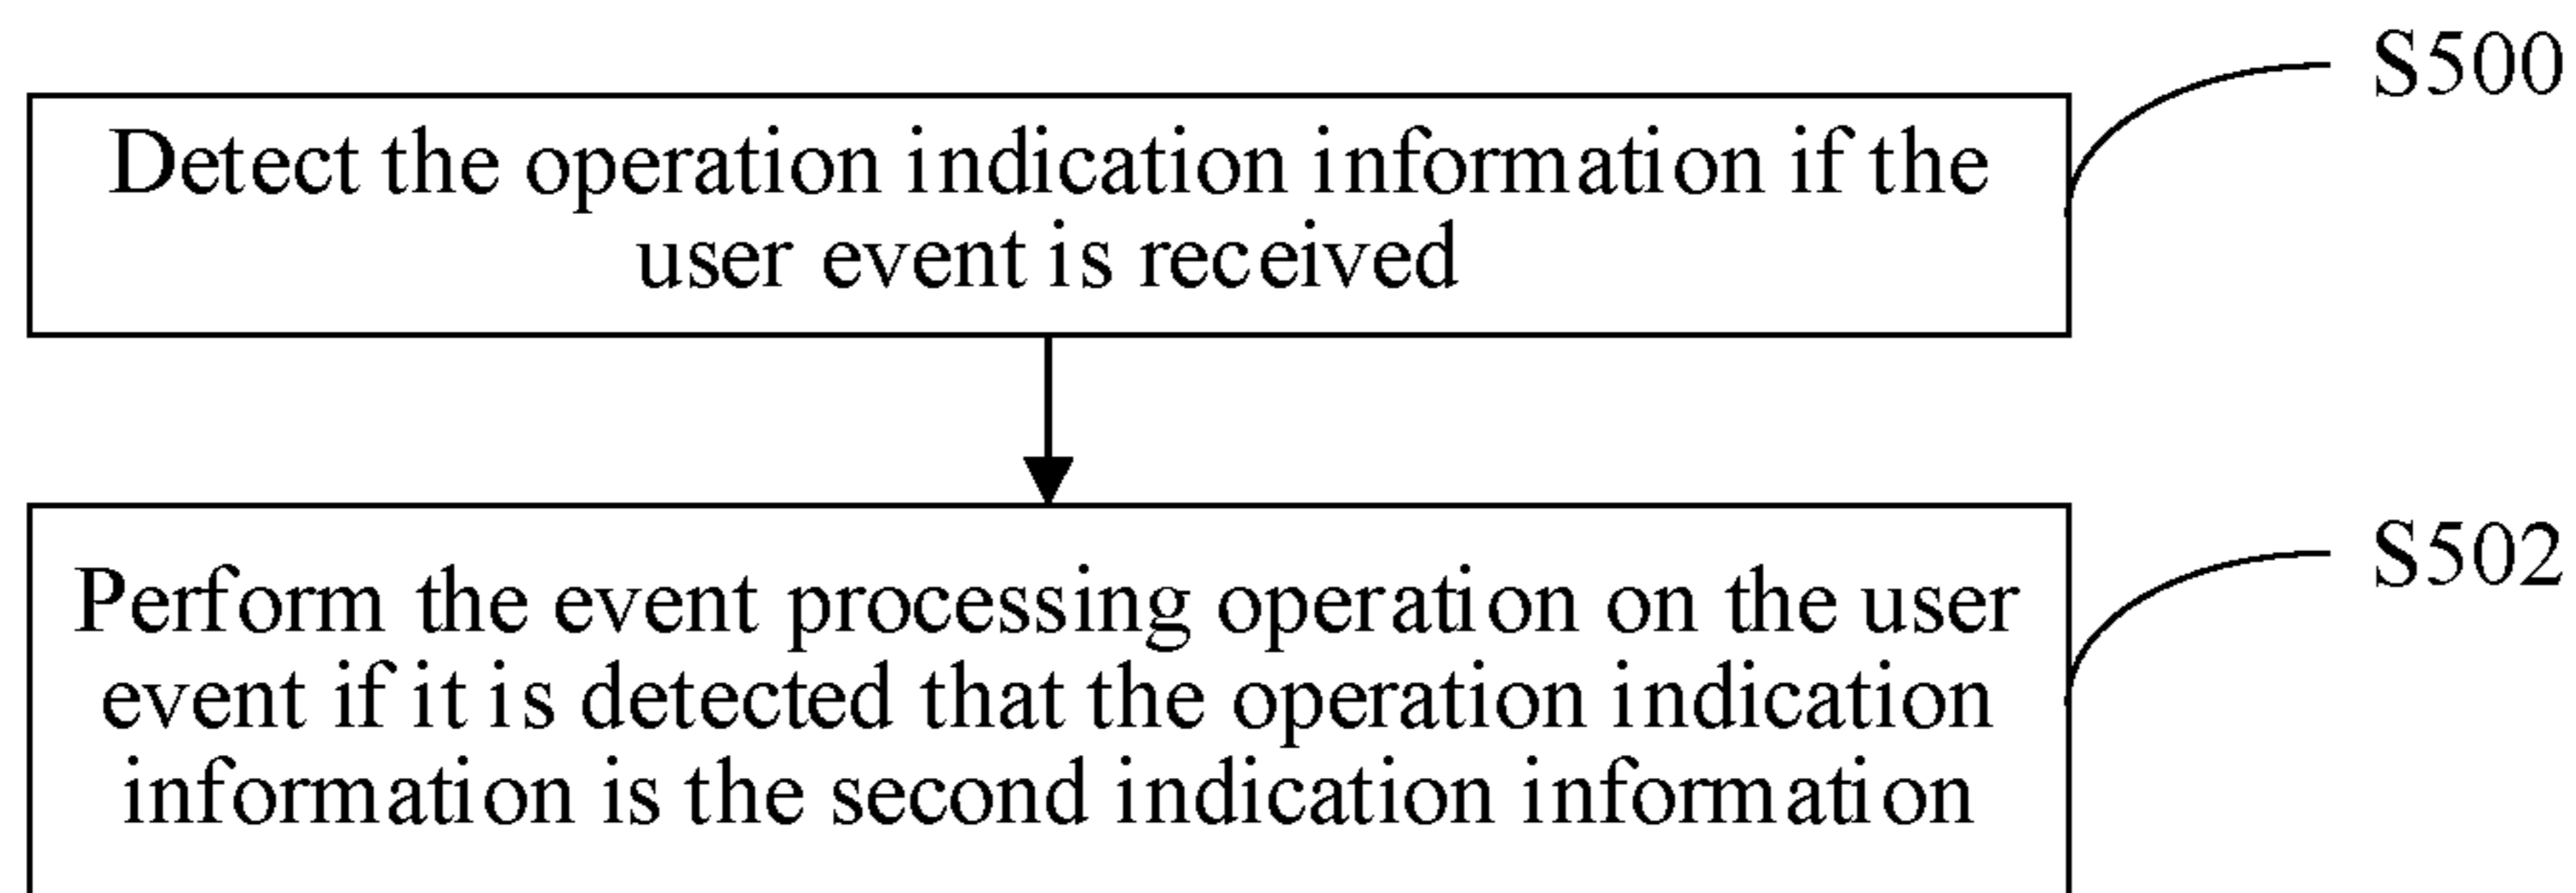 S500
Detect the operation indication information if the
user event is received
S502
Perform the event processing operation on the user
event if it is detected that the operation indication
information is the second indication information